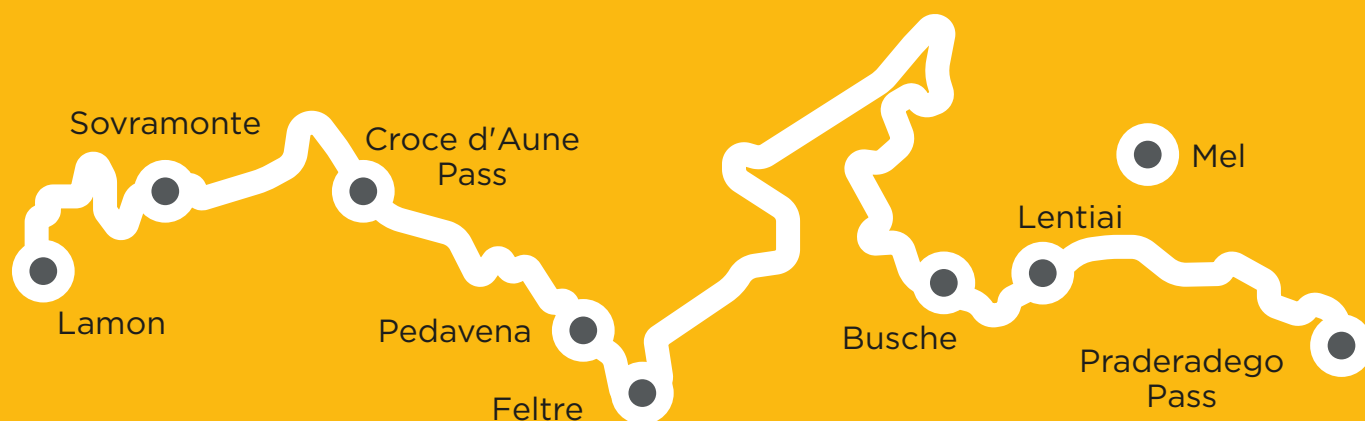 Sovramonte
Croce d'Aune
Pass
Mel
Lentiai
Lamon
Pedavena
Busche
Praderadego
Pass
Feltre